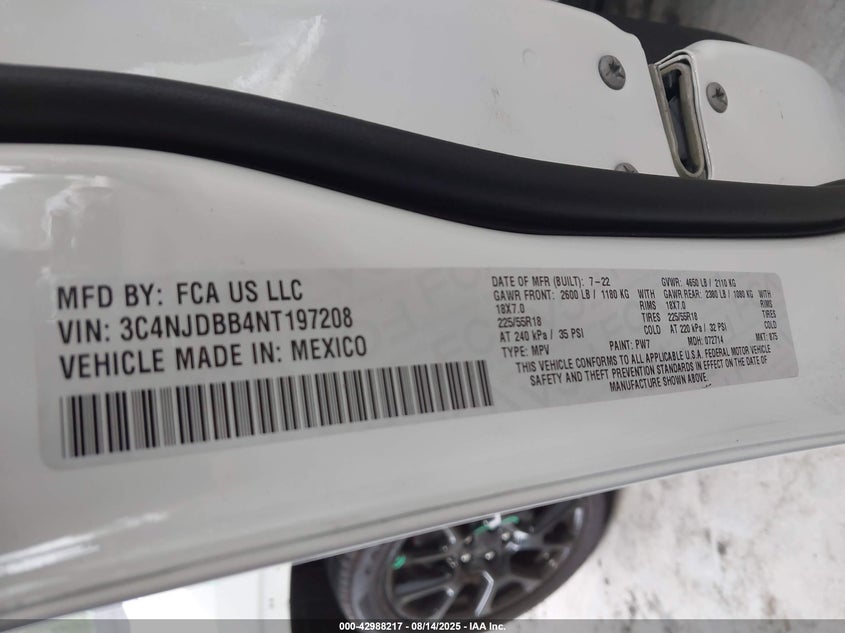 MFD BY: FCA US LLC
VIN: 3C4NJDBB4NT197208
VEHICLE MADE IN: MEXICO
DATE OF MFR (BUILT): 7-22 GVWR: 4650 LB / 2110 KG
GAWR FRONT: 2600 LB / 1180 KG WITH GAWR REAR: 2380 LB / 1080 KG WITH
18X7.0 RIMS 18X7.0 RIMS
225/55R18 TIRES 225/55R18 TIRES
AT 240 kPa / 35 PSI COLD AT 220 kPa / 32 PSI COLD
TYPE: MPV PAINT: PW7 MDH: 072714 MKT: 875
THIS VEHICLE CONFORMS TO ALL APPLICABLE U.S.A. FEDERAL MOTOR VEHICLE
SAFETY AND THEFT PREVENTION STANDARDS IN EFFECT ON THE DATE OF
MANUFACTURE SHOWN ABOVE.
000-42988217 - 08/14/2025 - IAA Inc.